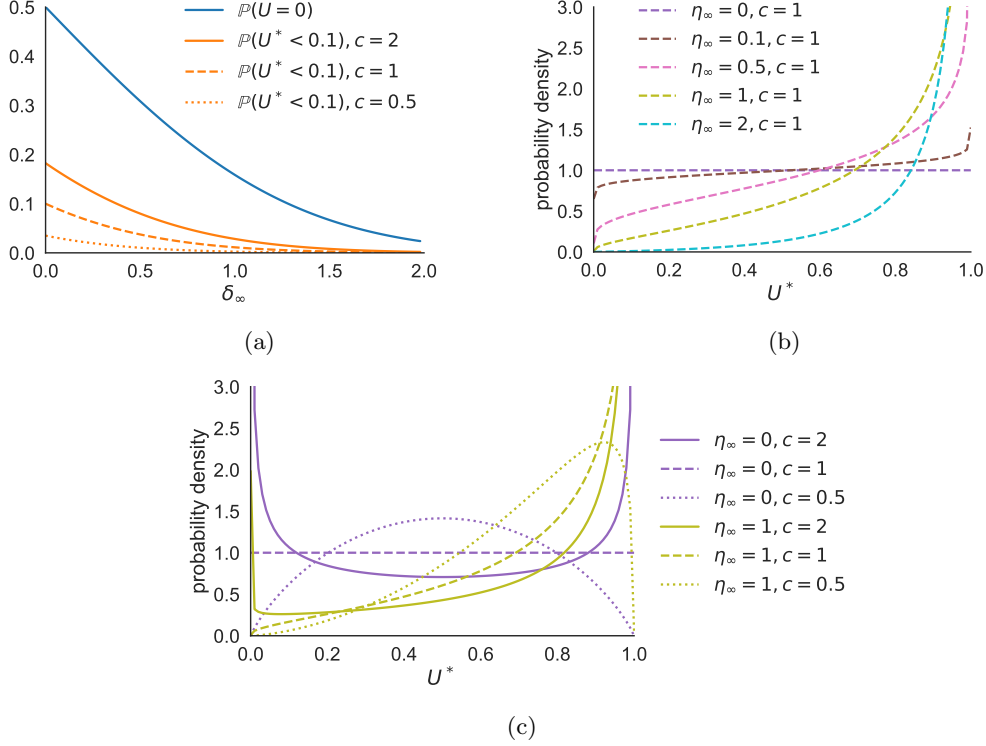 0.5
0.4
0.3
0.2
0.1
0.0
0.0 0.5 1.0 1.5 2.0
δ∞
ℙ(U = 0)
ℙ(U* < 0.1), c = 2
ℙ(U* < 0.1), c = 1
ℙ(U* < 0.1), c = 0.5
(a)
probability density
3.0
2.5
2.0
1.5
1.0
0.5
0.0
0.0 0.2 0.4 0.6 0.8 1.0
U*
η∞ = 0, c = 1
η∞ = 0.1, c = 1
η∞ = 0.5, c = 1
η∞ = 1, c = 1
η∞ = 2, c = 1
(b)
probability density
3.0
2.5
2.0
1.5
1.0
0.5
0.0
0.0 0.2 0.4 0.6 0.8 1.0
U*
η∞ = 0, c = 2
η∞ = 0, c = 1
η∞ = 0, c = 0.5
η∞ = 1, c = 2
η∞ = 1, c = 1
η∞ = 1, c = 0.5
(c)